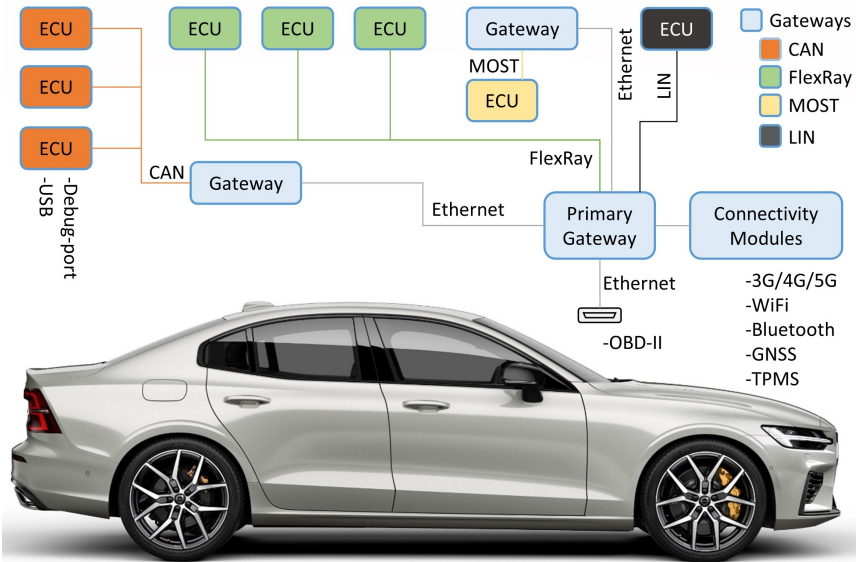 ECU
ECU
ECU
ECU
Gateway
ECU
Gateways
CAN
FlexRay
MOST
LIN
MOST
Ethernet
LIN
ECU
ECU
ECU
-USB
-Debug-port
CAN
Gateway
FlexRay
Ethernet
Primary
Gateway
Connectivity
Modules
Ethernet
-OBD-II
-3G/4G/5G
-WiFi
-Bluetooth
-GNSS
-TPMS